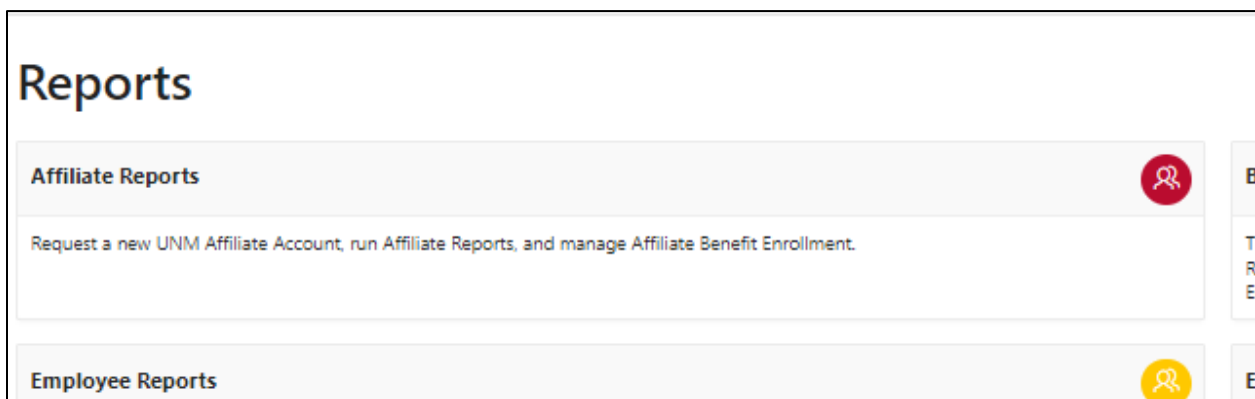 Reports
Affiliate Reports
Request a new UNM Affiliate Account, run Affiliate Reports, and manage Affiliate Benefit Enrollment.
Employee Reports